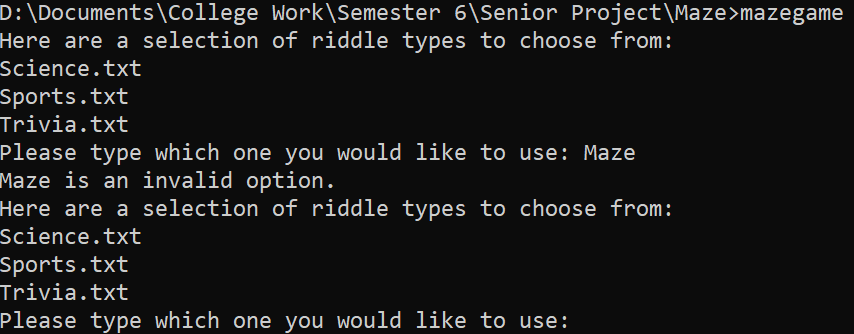 D:\Documents\College Work\Semester 6\Senior Project\Maze>mazegame
Here are a selection of riddle types to choose from:
Science.txt
Sports.txt
Trivia.txt
Please type which one you would like to use: Maze
Maze is an invalid option.
Here are a selection of riddle types to choose from:
Science.txt
Sports.txt
Trivia.txt
Please type which one you would like to use: